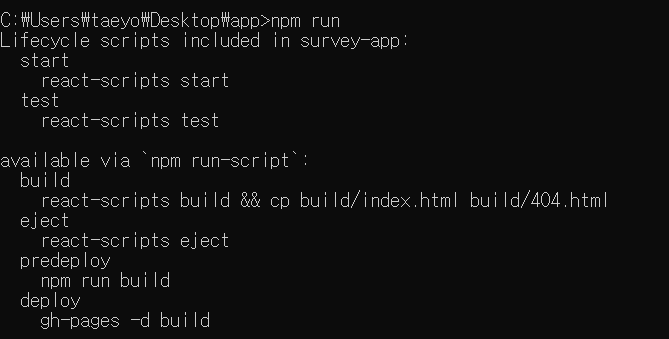 C:₩Users₩taeyo₩Desktop₩app>npm run
Lifecycle scripts included in survey-app:
  start
    react-scripts start
  test
    react-scripts test

available via `npm run-script`:
  build
    react-scripts build && cp build/index.html build/404.html
  eject
    react-scripts eject
  predeploy
    npm run build
  deploy
    gh-pages -d build